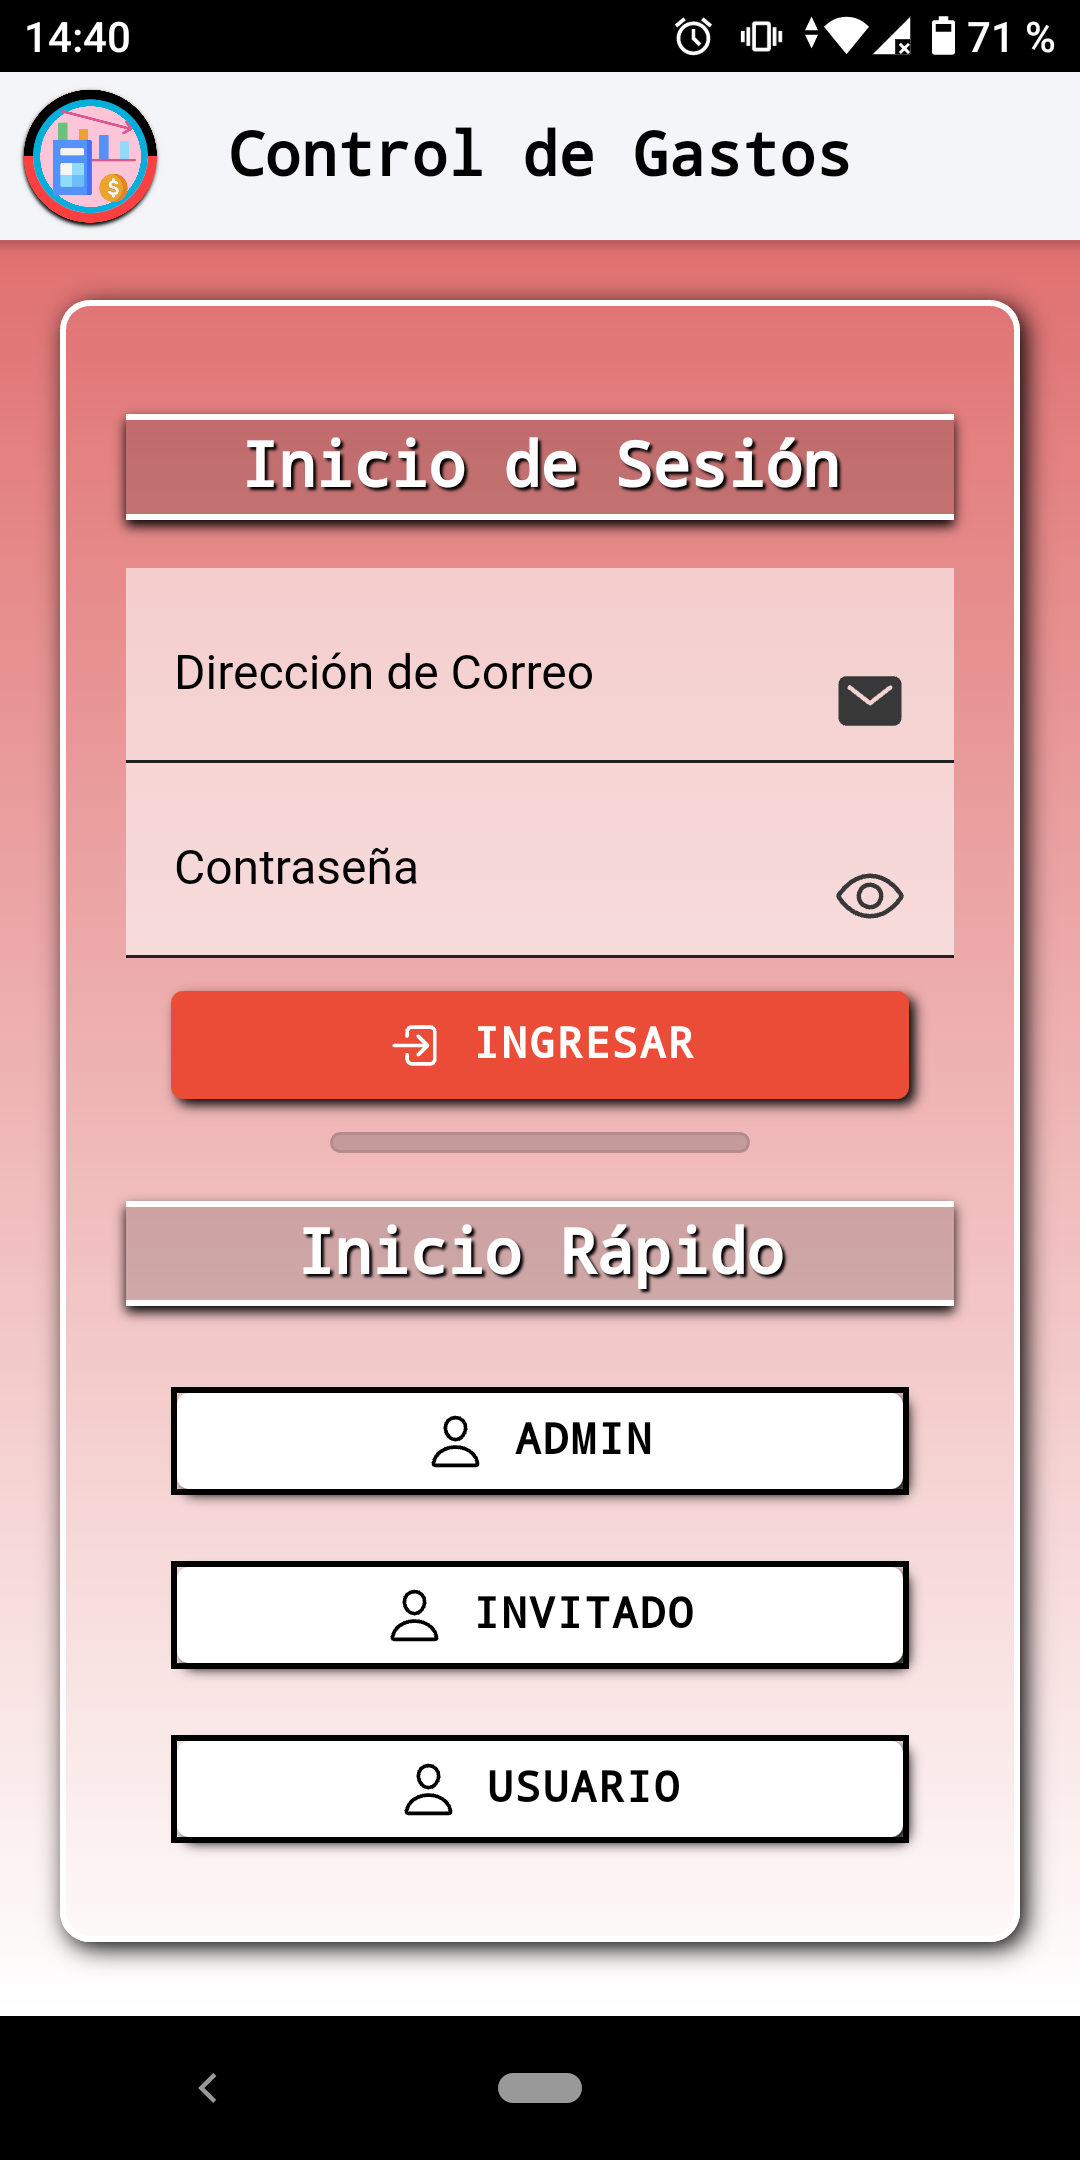 14:40
71 %
Control de Gastos
Inicio de Sesión
Dirección de Correo
Contraseña
INGRESAR
Inicio Rápido
ADMIN
INVITADO
USUARIO